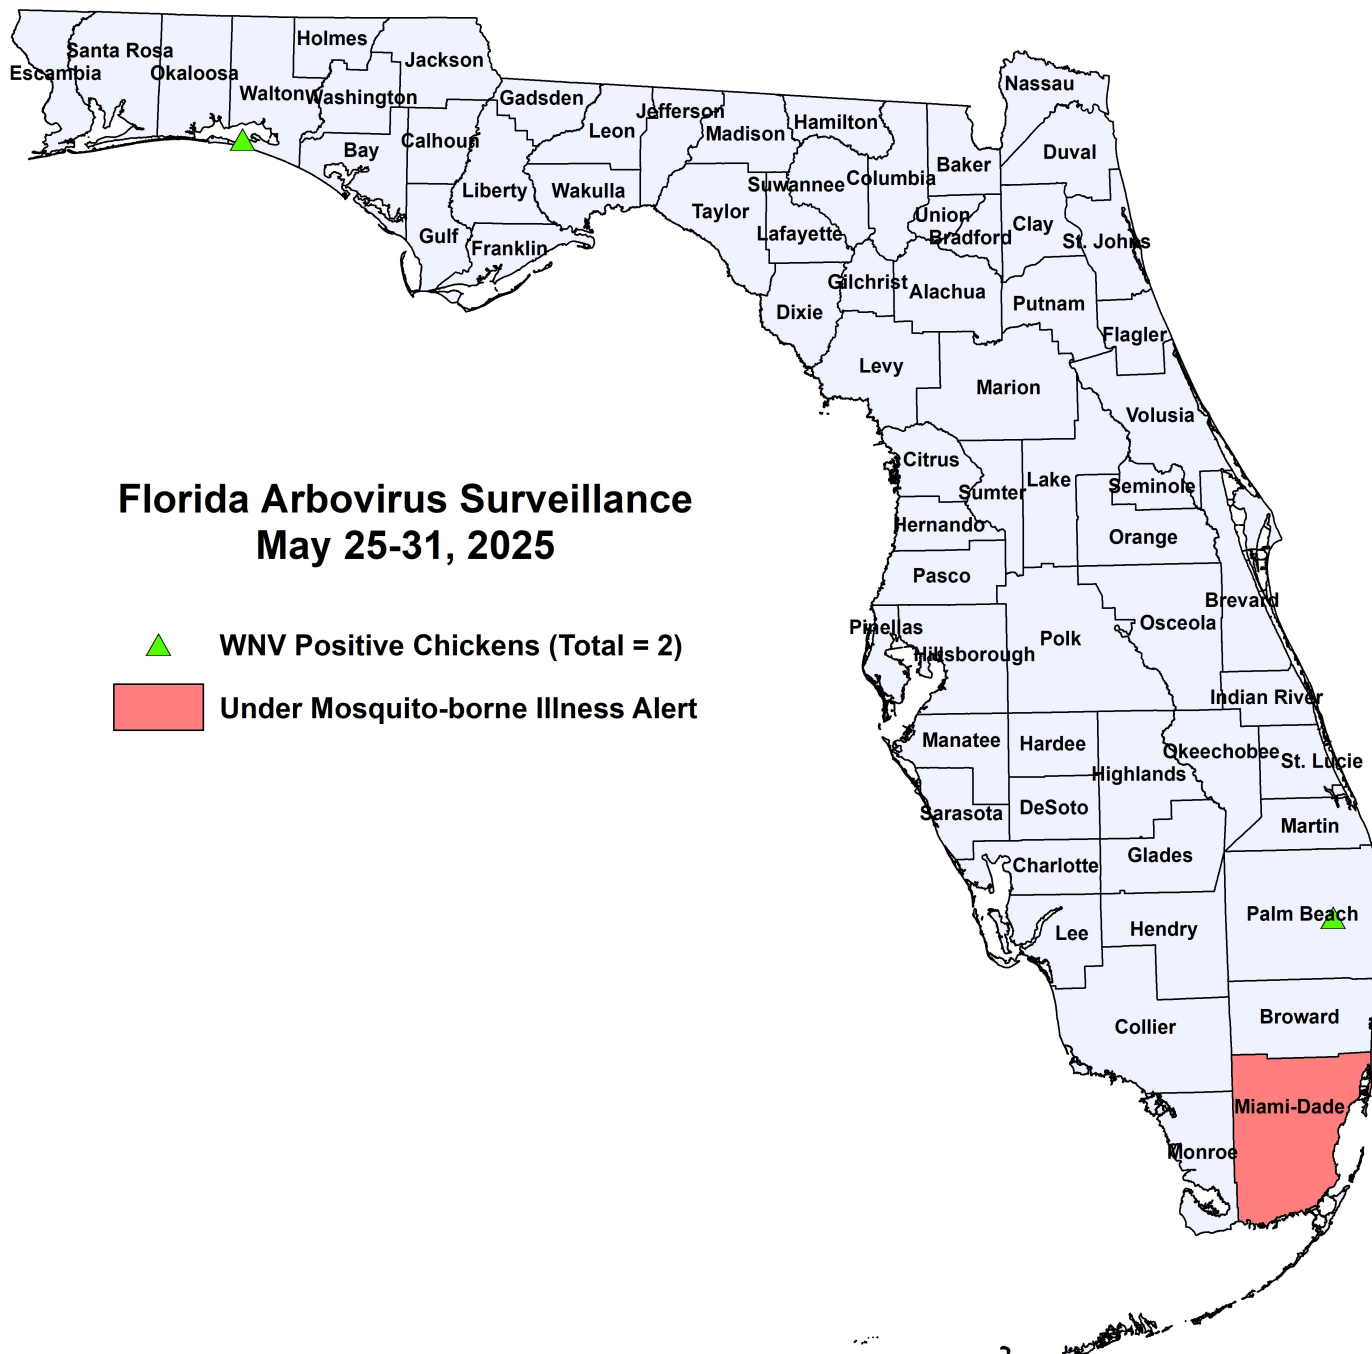 Holmes
Jackson
Santa Rosa
Escambia
Okaloosa
Walton
Washington
Gadsden
Nassau
Jefferson
Leon
Madison
Hamilton
Bay
Calhoun
Duval
Baker
Liberty
Wakulla
Suwannee
Columbia
Taylor
Union
Clay
Gulf
Franklin
Lafayette
Bradford
St. Johns
Gilchrist
Alachua
Dixie
Putnam
Flagler
Levy
Marion
Volusia
Citrus
Lake
Sumter
Seminole
Florida Arbovirus Surveillance
May 25-31, 2025
Hernando
Orange
Pasco
Brevard
Pinellas
Osceola
Polk
Hillsborough
WNV Positive Chickens (Total = 2)
Under Mosquito-borne Illness Alert
Indian River
Manatee
Hardee
Okeechobee
St. Lucie
Highlands
Sarasota
DeSoto
Martin
Charlotte
Glades
Palm Beach
Lee
Hendry
Collier
Broward
Miami-Dade
Monroe